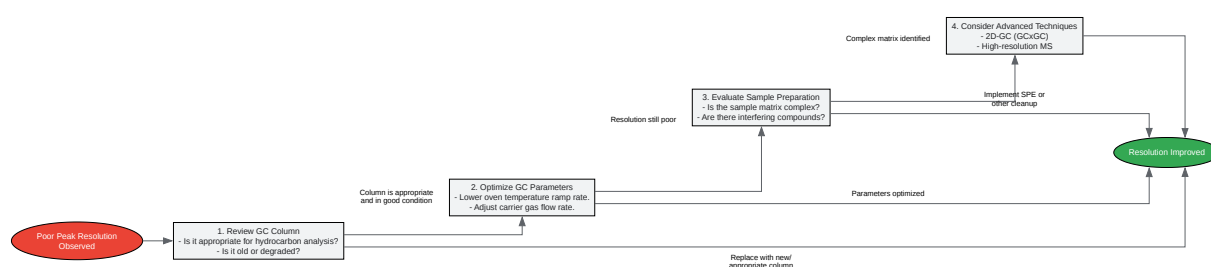 4. Consider Advanced Techniques
- 2D-GC (GCxGC)
- High-resolution MS
Complex matrix identified
3. Evaluate Sample Preparation
- Is the sample matrix complex?
- Are there interfering compounds?
Implement SPE or
other cleanup
Resolution still poor
Resolution Improved
2. Optimize GC Parameters
- Lower oven temperature ramp rate.
- Adjust carrier gas flow rate.
Column is appropriate
and in good condition
Parameters optimized
Poor Peak Resolution
Observed
1. Review GC Column
- Is it appropriate for hydrocarbon analysis?
- Is it old or degraded?
Replace with new/
appropriate column